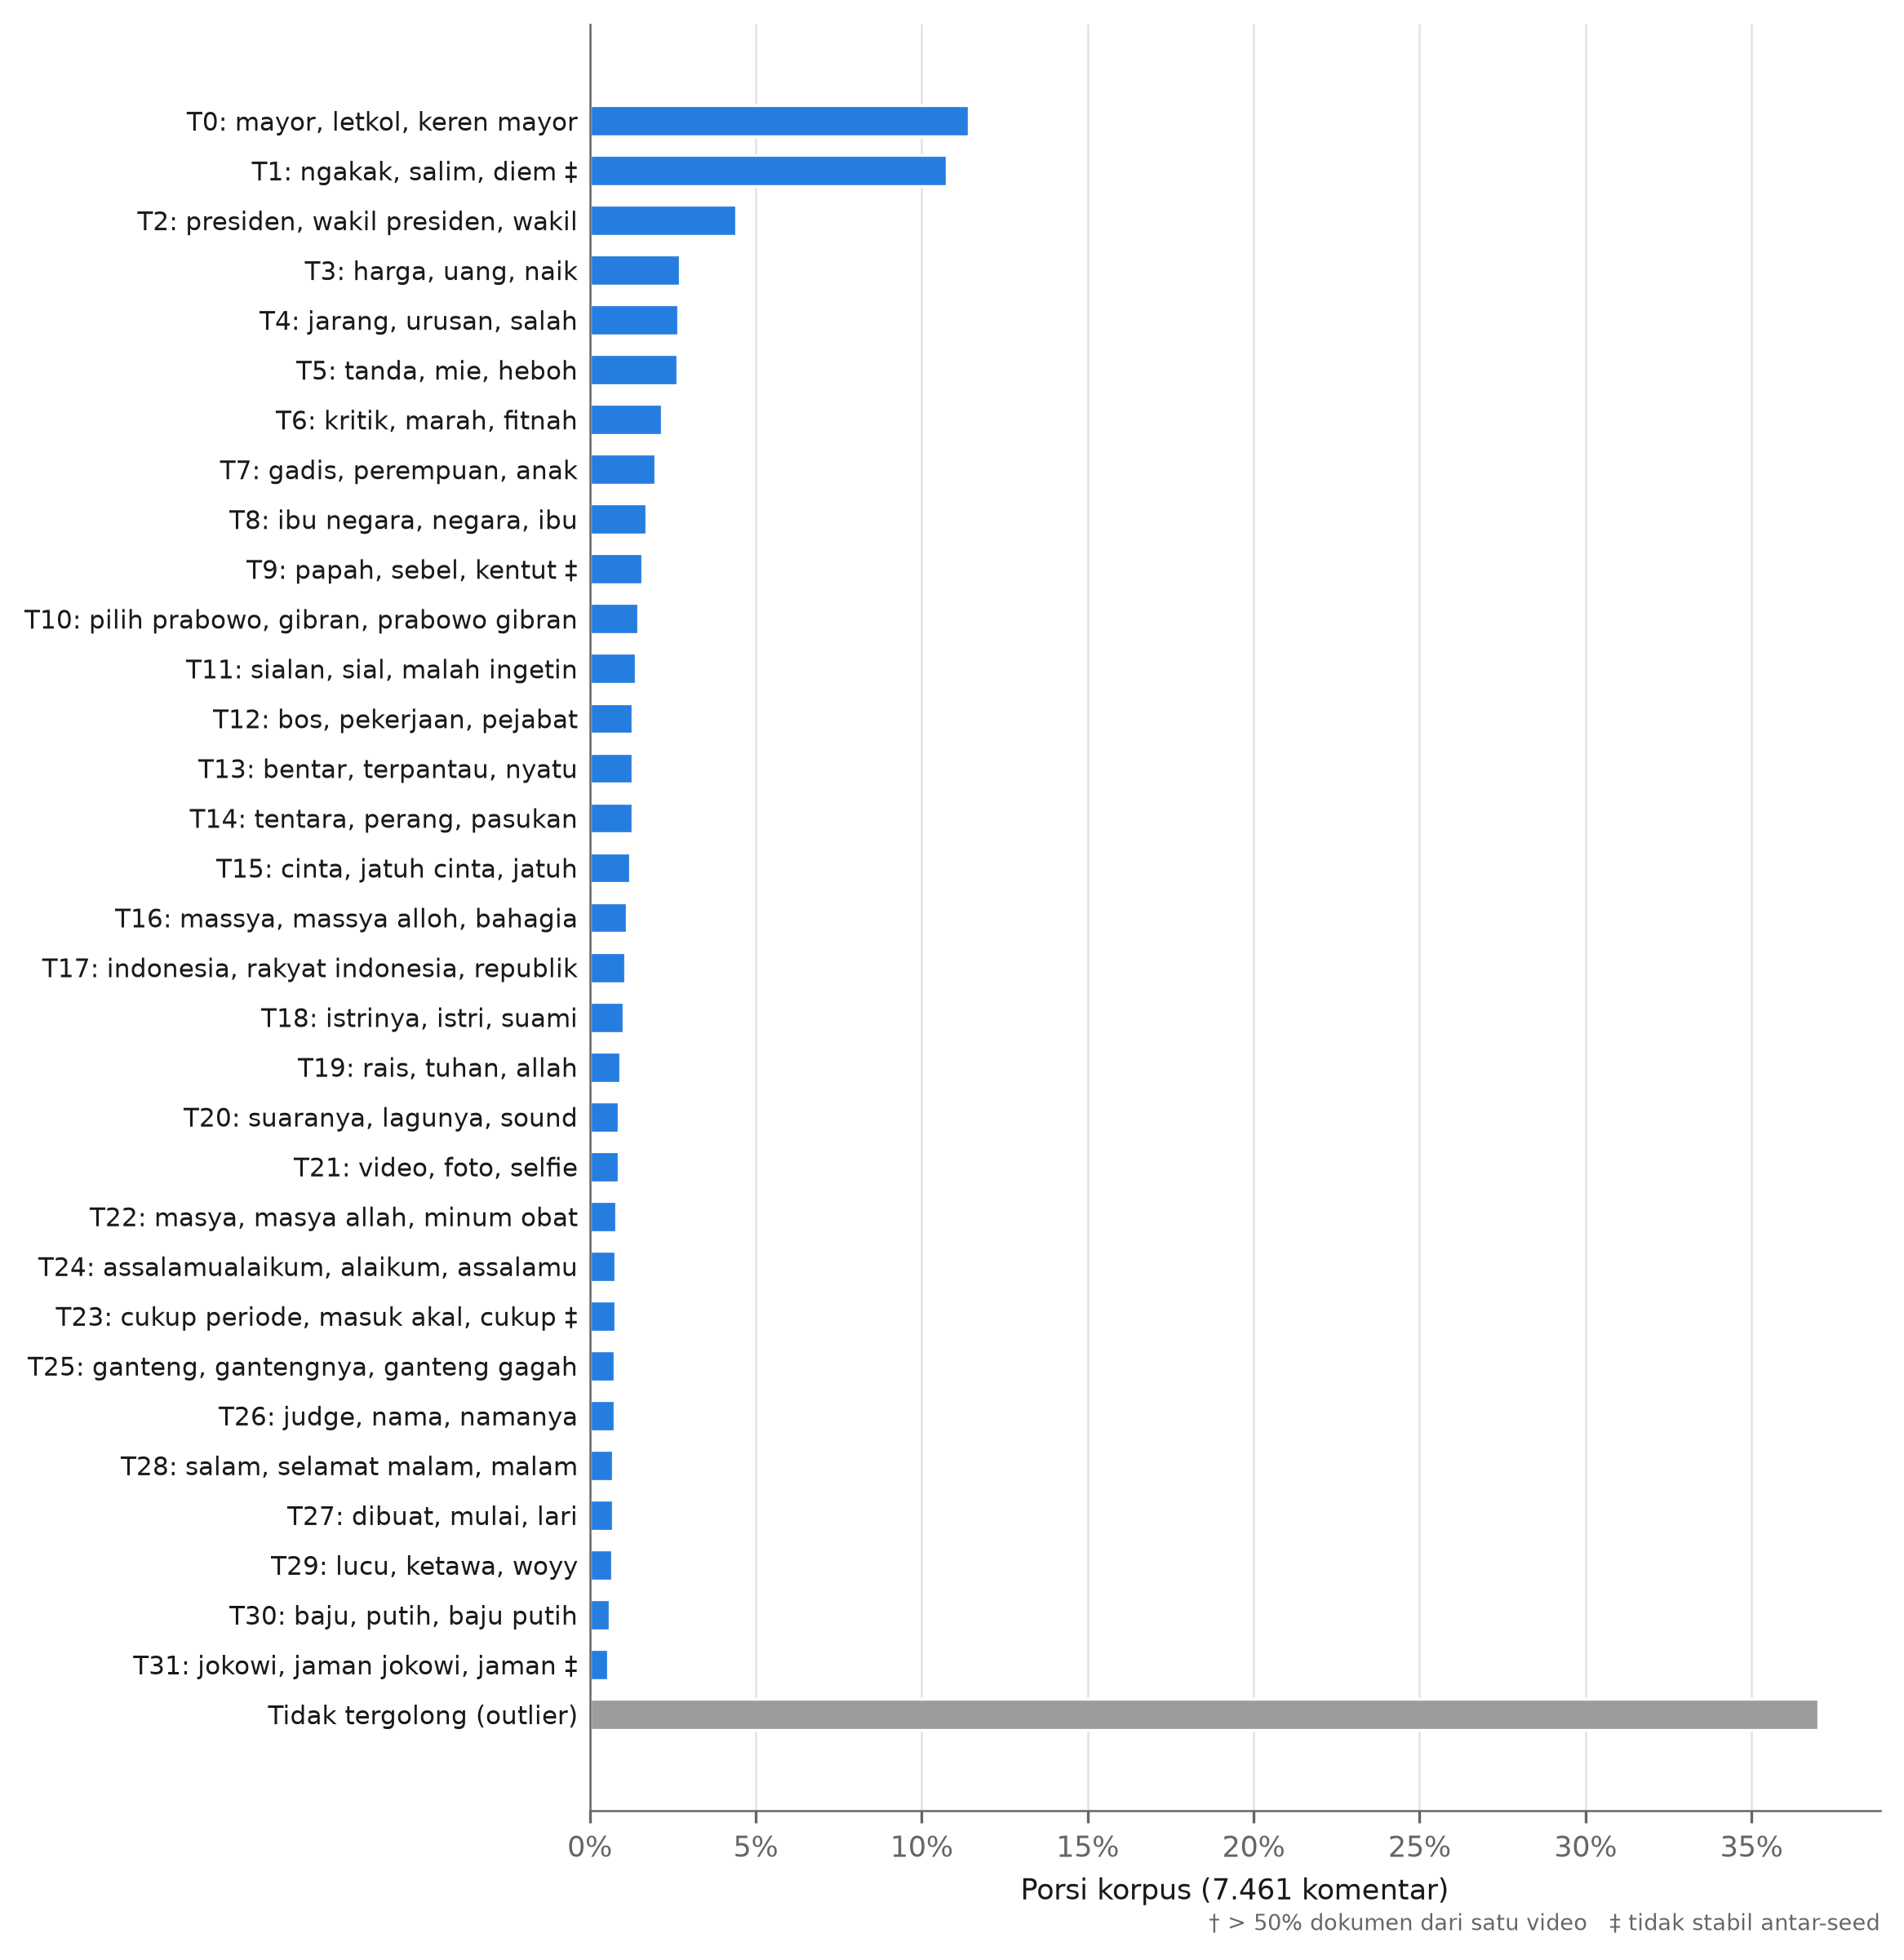 T0: mayor, letkol, keren mayor
T1: ngakak, salim, diem ‡
T2: presiden, wakil presiden, wakil
T3: harga, uang, naik
T4: jarang, urusan, salah
T5: tanda, mie, heboh
T6: kritik, marah, fitnah
T7: gadis, perempuan, anak
T8: ibu negara, negara, ibu
T9: papah, sebel, kentut ‡
T10: pilih prabowo, gibran, prabowo gibran
T11: sialan, sial, malah ingetin
T12: bos, pekerjaan, pejabat
T13: bentar, terpantau, nyatu
T14: tentara, perang, pasukan
T15: cinta, jatuh cinta, jatuh
T16: massya, massya alloh, bahagia
T17: indonesia, rakyat indonesia, republik
T18: istrinya, istri, suami
T19: rais, tuhan, allah
T20: suaranya, lagunya, sound
T21: video, foto, selfie
T22: masya, masya allah, minum obat
T24: assalamualaikum, alaikum, assalamu
T23: cukup periode, masuk akal, cukup ‡
T25: ganteng, gantengnya, ganteng gagah
T26: judge, nama, namanya
T28: salam, selamat malam, malam
T27: dibuat, mulai, lari
T29: lucu, ketawa, woyy
T30: baju, putih, baju putih
T31: jokowi, jaman jokowi, jaman ‡
Tidak tergolong (outlier)
0% 5% 10% 15% 20% 25% 30% 35%
Porsi korpus (7.461 komentar)
† > 50% dokumen dari satu video ‡ tidak stabil antar-seed